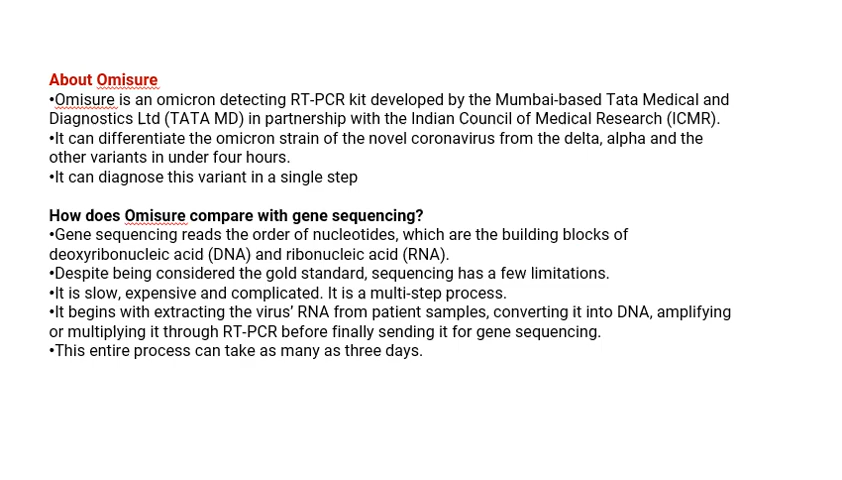 About Omisure
•Omisure is an omicron detecting RT-PCR kit developed by the Mumbai-based Tata Medical and
Diagnostics Ltd (TATA MD) in partnership with the Indian Council of Medical Research (ICMR).
•It can differentiate the omicron strain of the novel coronavirus from the delta, alpha and the
other variants in under four hours.
•It can diagnose this variant in a single step
How does Omisure compare with gene sequencing?
•Gene sequencing reads the order of nucleotides, which are the building blocks of
deoxyribonucleic acid (DNA) and ribonucleic acid (RNA).
•Despite being considered the gold standard, sequencing has a few limitations.
•It is slow, expensive and complicated. It is a multi-step process.
•It begins with extracting the virus’ RNA from patient samples, converting it into DNA, amplifying
or multiplying it through RT-PCR before finally sending it for gene sequencing.
•This entire process can take as many as three days.